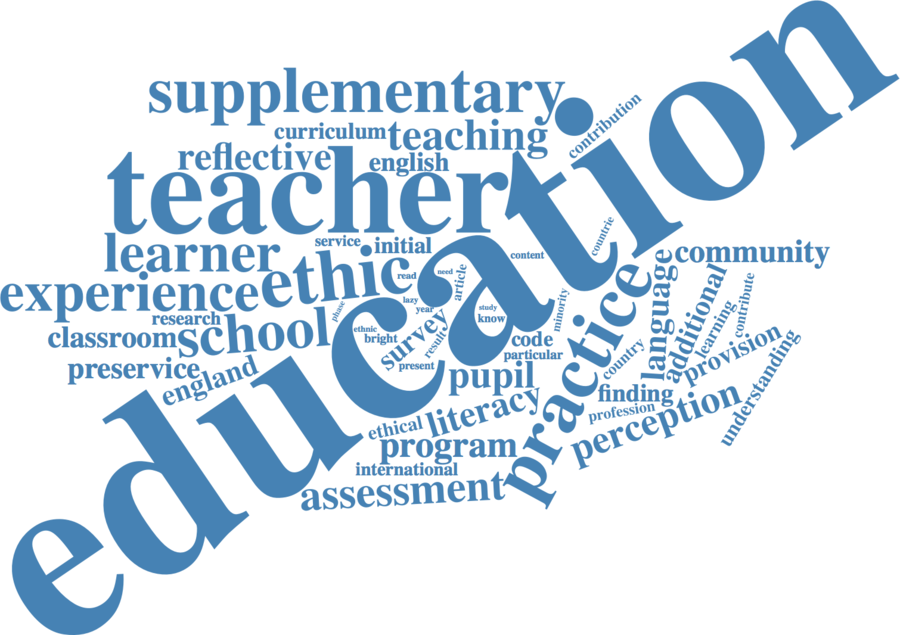 education
supplementary
contribution
curriculum
teaching
reflective
english
teacher
service
initial
learner
content
countrie
community
ethic
read
need
article
experience
lazy
year
phase
study
know
minority
language
additional
contribute
research
school
ethnic
bright
survey
result
present
classroom
code
particular
practice
country
learning
provision
understanding
preservice
england
pupil
finding
profession
perception
ethical
literacy
program
international
assessment